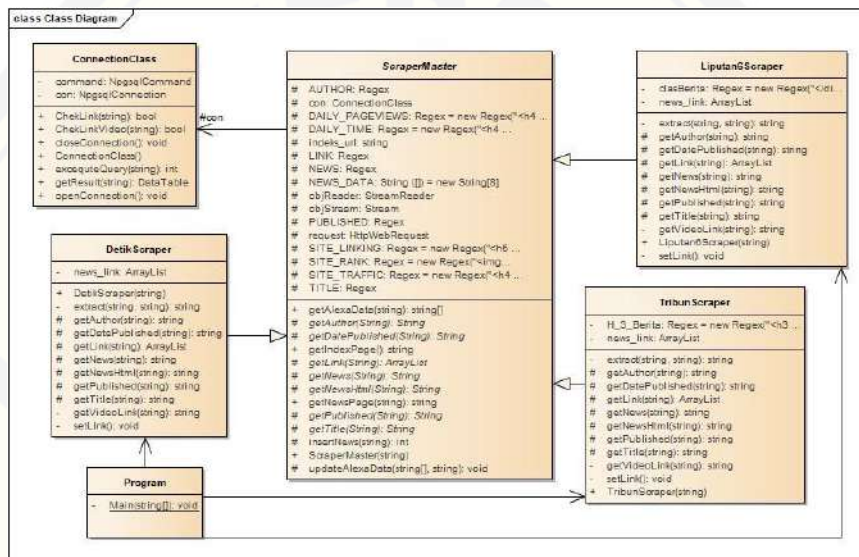 class Class Diagram
ConnectionClass
- command: NpgsqlCommand
- con: NpgsqlConnection
+ ChekLink(string): bool
+ ChekLinkVideo(string): bool
+ closeConnection(): void
+ ConnectionClass()
+ excequteQuery(string): int
+ getResult(string): DataTable
+ openConnection(): void
#con
ScraperMaster
# AUTHOR: Regex
# con: ConnectionClass
# DAILY_PAGEVIEWS: Regex = new Regex("<h4 ...
# DAILY_TIME: Regex = new Regex("<h4 ...
# indeks_url: string
# LINK: Regex
# NEWS: Regex
# NEWS_DATA: String ([]) = new String[8]
# objReader: StreamReader
# objStream: Stream
# PUBLISHED: Regex
# request: HttpWebRequest
# SITE_LINKING: Regex = new Regex("<h5 ...
# SITE_RANK: Regex = new Regex("<img...
# SITE_TRAFFIC: Regex = new Regex("<h4 ...
# TITLE: Regex
+ getAlexaData(string): string[]
# getAuthor(String): String
# getDatePublished(String): String
+ getIndexPage(): string
# getLink(String): ArrayList
# getNews(String): String
# getNewsHtml(String): String
+ getNewsPage(string): string
# getPublished(String): String
# getTitle(String): String
# insertNews(string): int
+ ScraperMaster(string)
# updateAlexaData(string[], string): void
Liputan6Scraper
- clasBerita: Regex = new Regex("<)di...
- news_link: ArrayList
- extract(string, string): string
# getAuthor(string): string
# getDatePublished(string): string
# getLink(string): ArrayList
# getNews(string): string
# getNewsHtml(string): string
# getPublished(string): string
# getTitle(string): string
- getVideoLink(string): string
+ Liputan6Scraper(string)
- setLink(): void
DetikScraper
- news_link: ArrayList
+ DetikScraper(string)
- extract(string, string): string
# getAuthor(string): string
# getDatePublished(string): string
# getLink(string): ArrayList
# getNews(string): string
# getNewsHtml(string): string
# getPublished(string): string
# getTitle(string): string
- getVideoLink(string): string
- setLink(): void
TribunScraper
- H_3_Berita: Regex = new Regex("<h3 ...
- news_link: ArrayList
- extract(string, string): string
# getAuthor(string): string
# getDatePublished(string): string
# getLink(string): ArrayList
# getNews(string): string
# getNewsHtml(string): string
# getPublished(string): string
# getTitle(string): string
- getVideoLink(string): string
- setLink(): void
+ TribunScraper(string)
Program
- Main(string[]): void